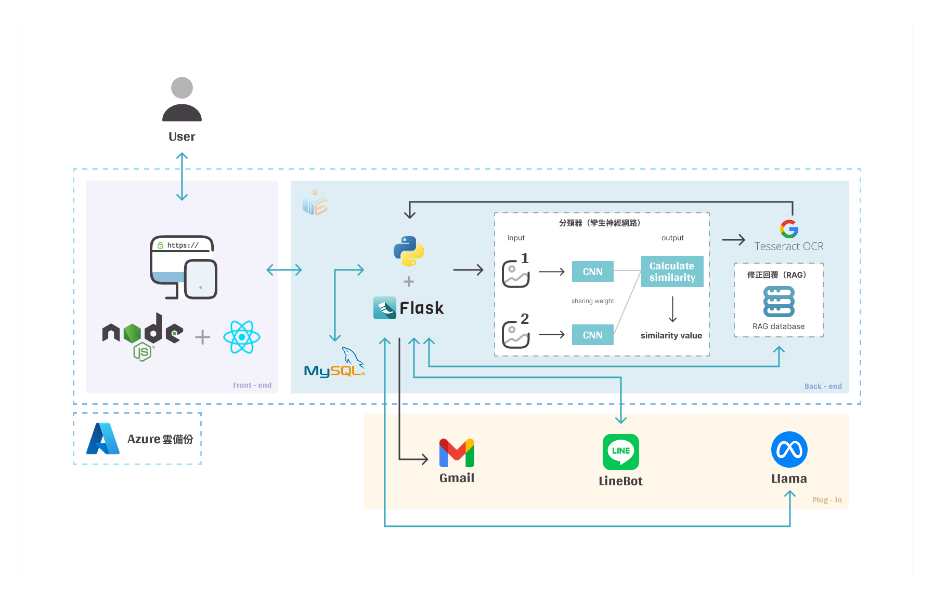 User
https://
node
JS
+
Front - end
Azure 雲備份
+
Flask
MySQL
分類器（孿生神經網路）
input
output
1
CNN
Calculate
similarity
sharing weight
2
CNN
similarity value
Tesseract OCR
修正回覆（RAG）
RAG database
Back - end
Gmail
LINE
LineBot
Llama
Plug - in